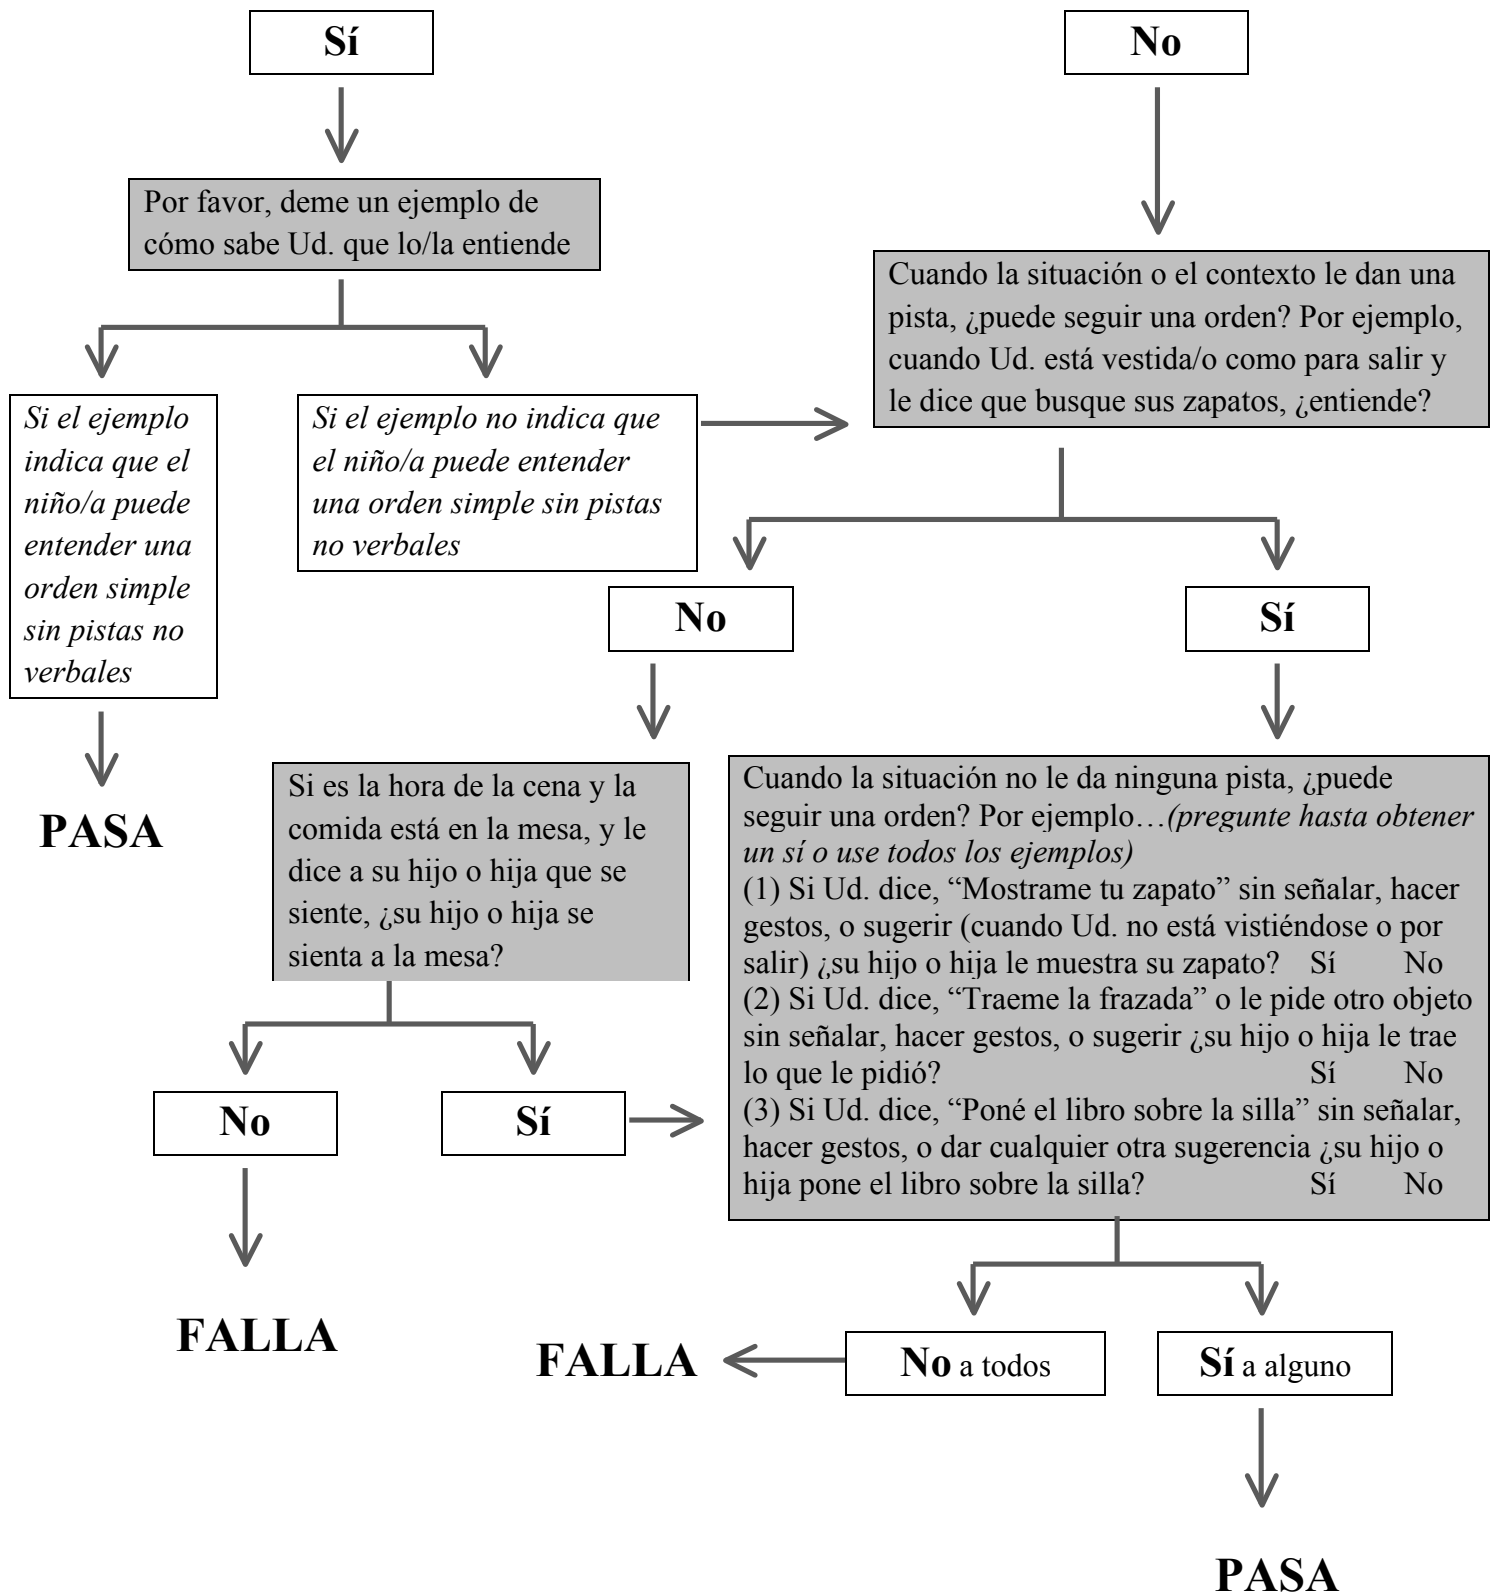 Sí
No
Por favor, deme un ejemplo de
cómo sabe Ud. que lo/la entiende
Cuando la situación o el contexto le dan una
pista, ¿puede seguir una orden? Por ejemplo,
cuando Ud. está vestida/o como para salir y
le dice que busque sus zapatos, ¿entiende?
Si el ejemplo
indica que el
niño/a puede
entender una
orden simple
sin pistas no
verbales
Si el ejemplo no indica que
el niño/a puede entender
una orden simple sin pistas
no verbales
No
Sí
PASA
Si es la hora de la cena y la
comida está en la mesa, y le
dice a su hijo o hija que se
siente, ¿su hijo o hija se
sienta a la mesa?
Cuando la situación no le da ninguna pista, ¿puede
seguir una orden? Por ejemplo…(pregunte hasta obtener
un sí o use todos los ejemplos)
(1) Si Ud. dice, “Mostrame tu zapato” sin señalar, hacer
gestos, o sugerir (cuando Ud. no está vistiéndose o por
salir) ¿su hijo o hija le muestra su zapato? Sí No
(2) Si Ud. dice, “Traeme la frazada” o le pide otro objeto
sin señalar, hacer gestos, o sugerir ¿su hijo o hija le trae
lo que le pidió? Sí No
(3) Si Ud. dice, “Poné el libro sobre la silla” sin señalar,
hacer gestos, o dar cualquier otra sugerencia ¿su hijo o
hija pone el libro sobre la silla? Sí No
No
Sí
FALLA
FALLA
No a todos
Sí a alguno
PASA